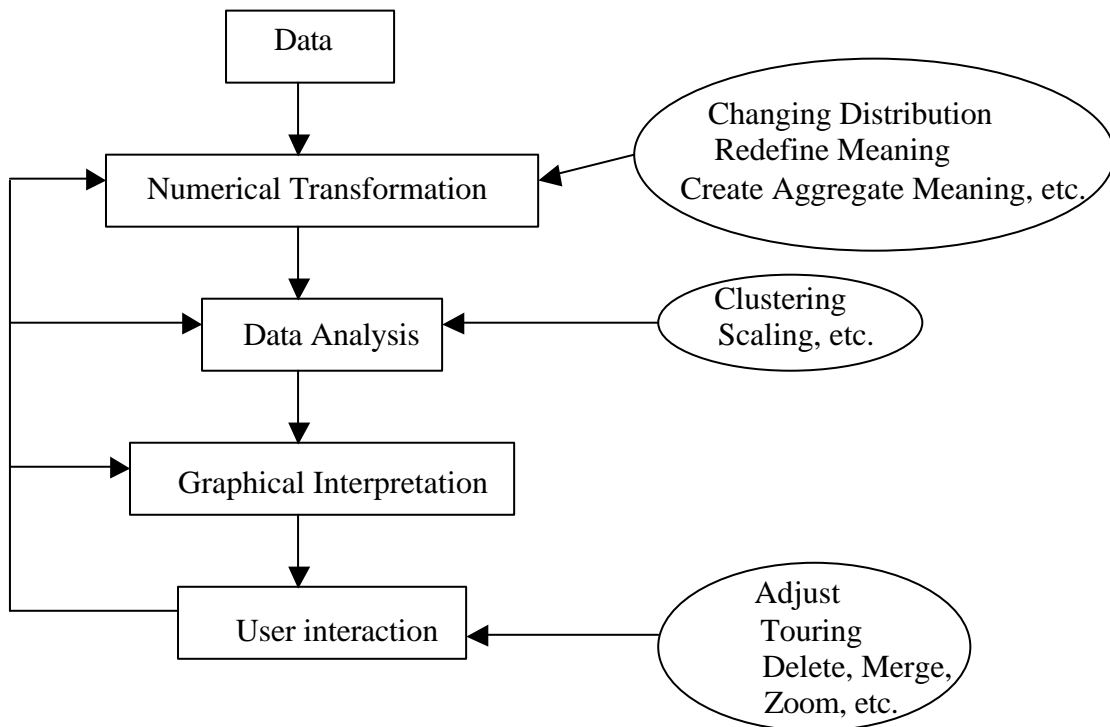 Data
Changing Distribution
Redefine Meaning
Create Aggregate Meaning, etc.
Numerical Transformation
Clustering
Scaling, etc.
Data Analysis
Graphical Interpretation
User interaction
Adjust
Touring
Delete, Merge,
Zoom, etc.